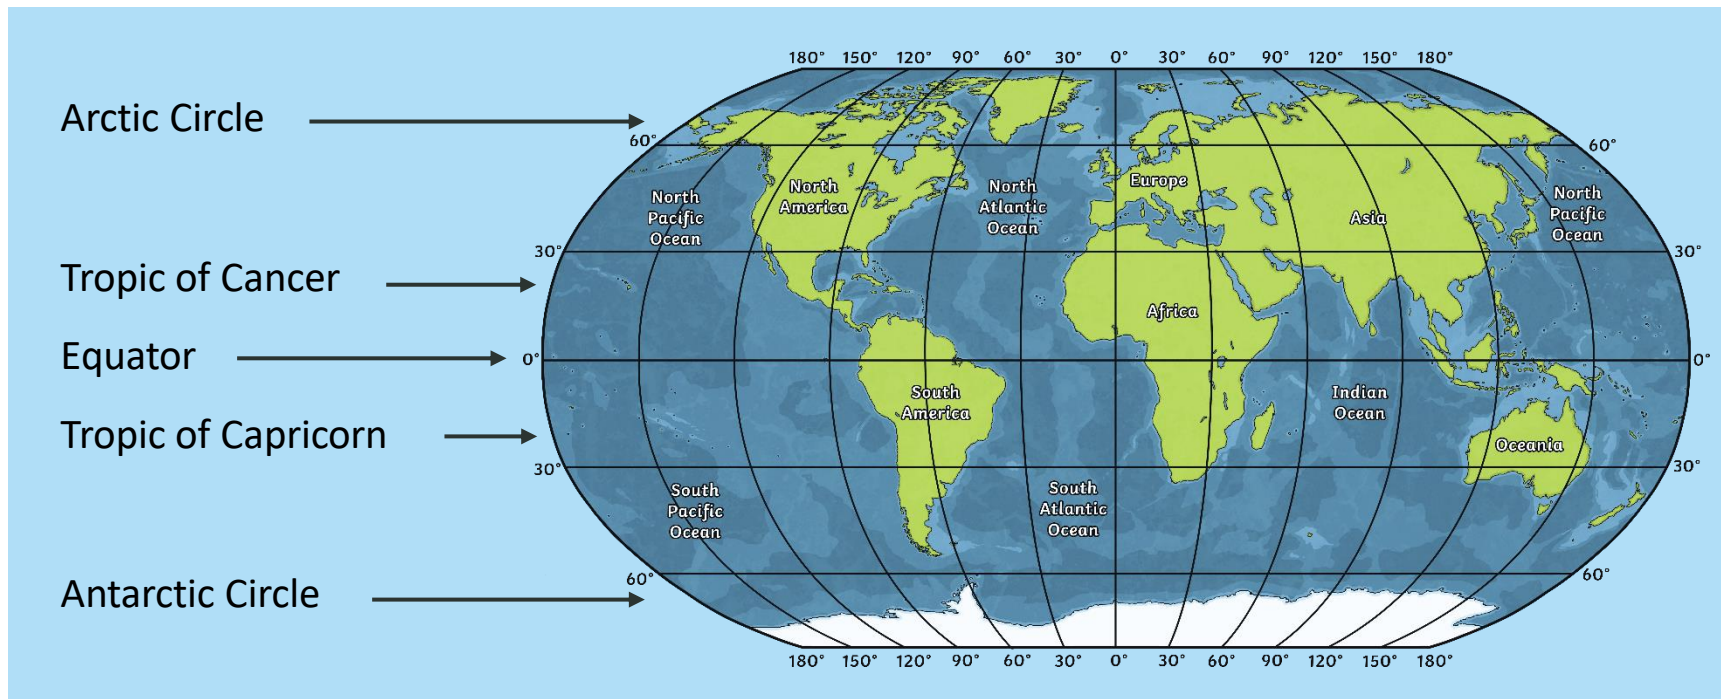 180° 150° 120° 90° 60° 30° 0° 30° 60° 90° 120° 150° 180°
Arctic Circle
60° 60°
North
America
North
Atlantic
Ocean
Europe
North
Pacific
Ocean
Asia
North
Pacific
Ocean
30° 30°
Tropic of Cancer
Africa
Equator
0° 0°
South
America
Indian
Ocean
Tropic of Capricorn
Oceania
30° 30°
South
Pacific
Ocean
South
Atlantic
Ocean
60° 60°
Antarctic Circle
180° 150° 120° 90° 60° 30° 0° 30° 60° 90° 120° 150° 180°